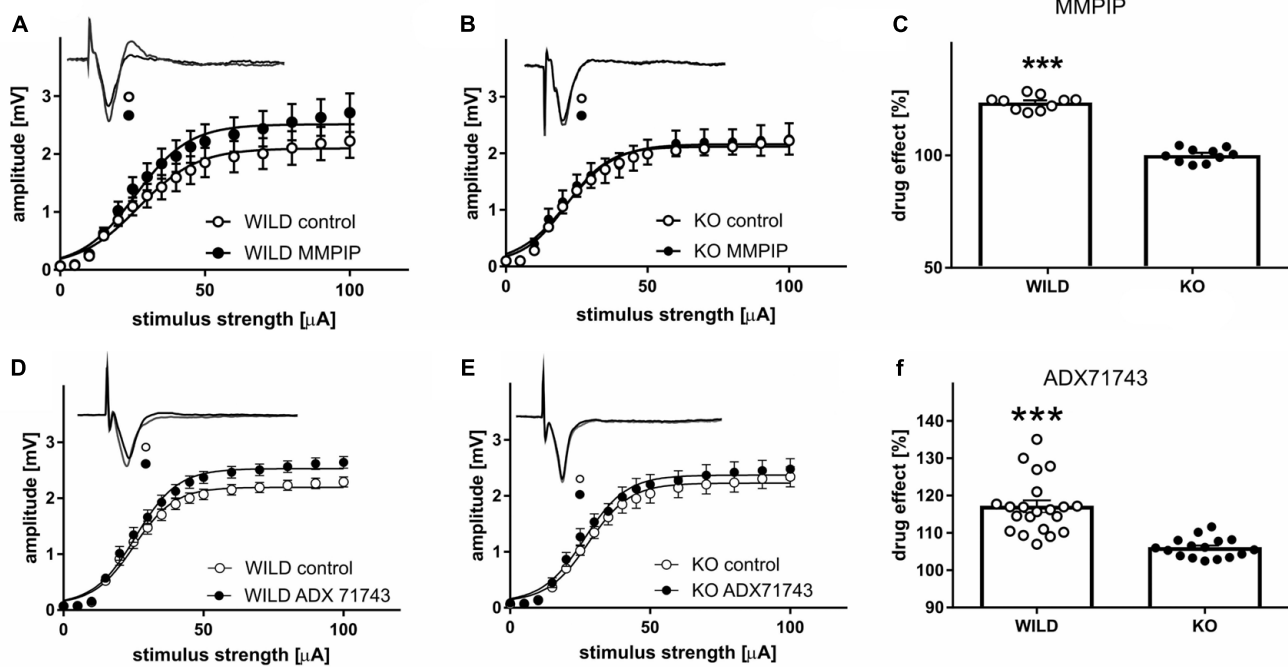 A
amplitude [mV]
3
2
1
0
0
50
100
WILD control
WILD MMPIP
stimulus strength [μA]
B
amplitude [mV]
3
2
1
0
0
50
100
KO control
KO MMPIP
stimulus strength [μA]
C
MMPIP
drug effect [%]
100
50
***
WILD
KO
D
amplitude [mV]
3
2
1
0
0
50
100
WILD control
WILD ADX 71743
stimulus strength [μA]
E
amplitude [mV]
3
2
1
0
0
50
100
KO control
KO ADX71743
stimulus strength [μA]
f
ADX71743
drug effect [%]
140
130
120
110
100
90
***
WILD
KO